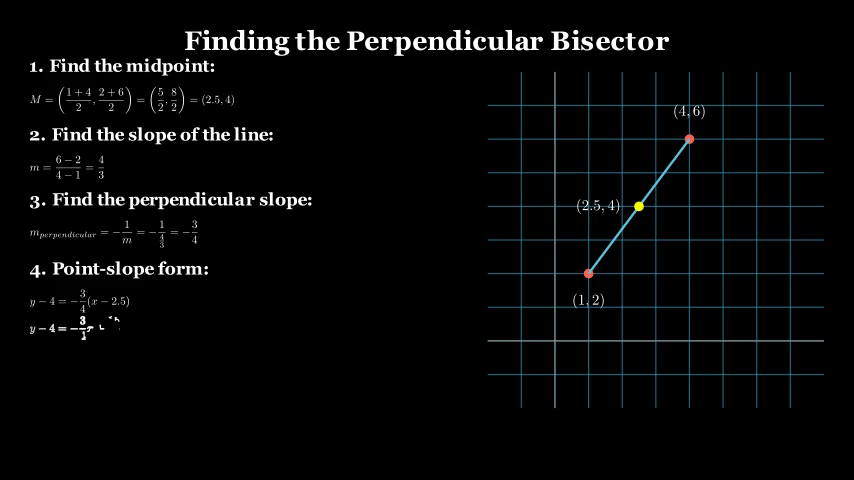 Finding the Perpendicular Bisector
1. Find the midpoint:
M = (1 + 4/2, 2 + 6/2) = (5/2, 8/2) = (2.5, 4)
2. Find the slope of the line:
m = 6 − 2/4 − 1 = 4/3
3. Find the perpendicular slope:
m_perpendicular = −1/m = −1/(4/3) = −3/4
4. Point-slope form:
y − 4 = −3/4(x − 2.5)
y − 4 = −
(4, 6)
(2.5, 4)
(1, 2)